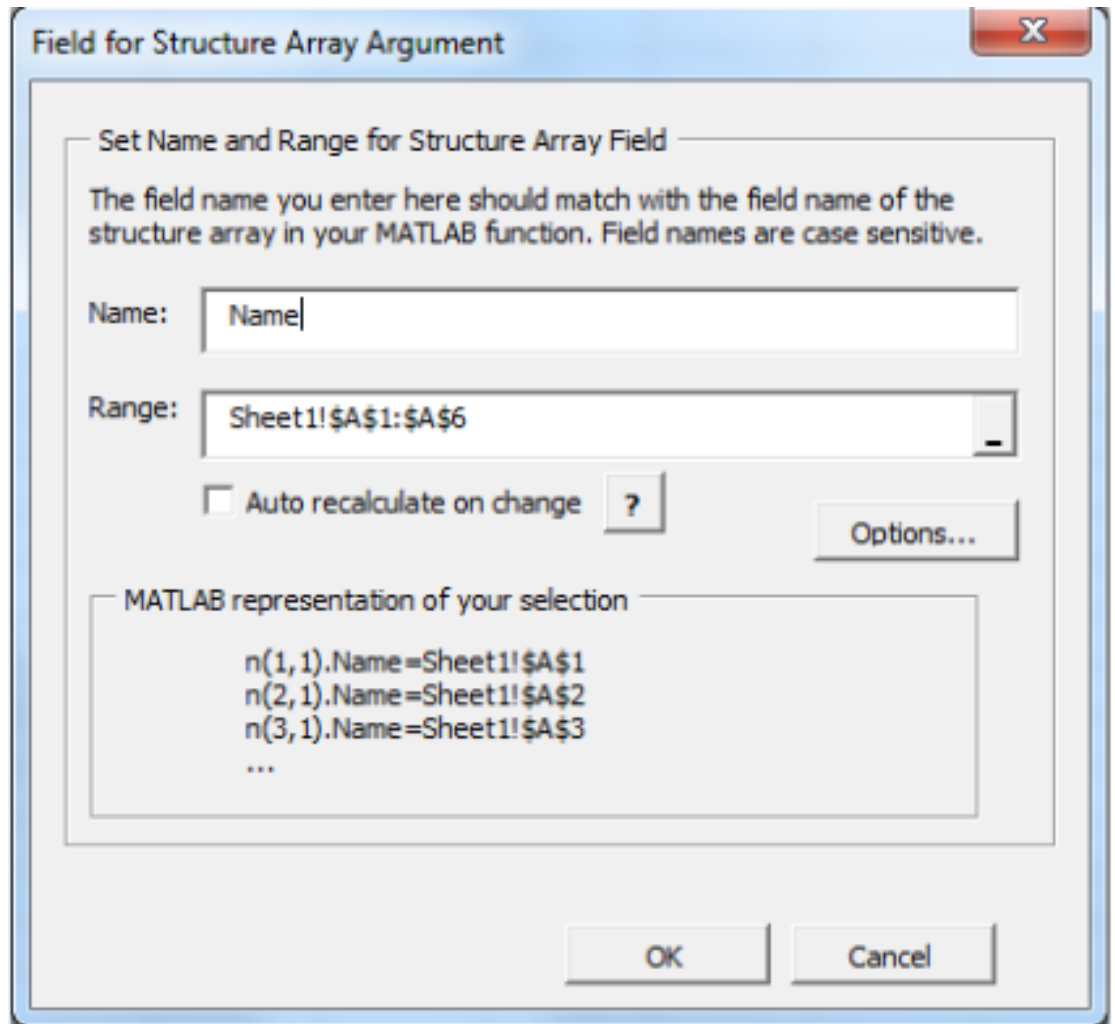 Field for Structure Array Argument
x
Set Name and Range for Structure Array Field
The field name you enter here should match with the field name of the
structure array in your MATLAB function. Field names are case sensitive.
Name: Name
Range: Sheet1!$A$1:$A$6
_
Auto recalculate on change ?
Options...
MATLAB representation of your selection
n(1,1).Name=Sheet1!$A$1
n(2,1).Name=Sheet1!$A$2
n(3,1).Name=Sheet1!$A$3
...
OK Cancel